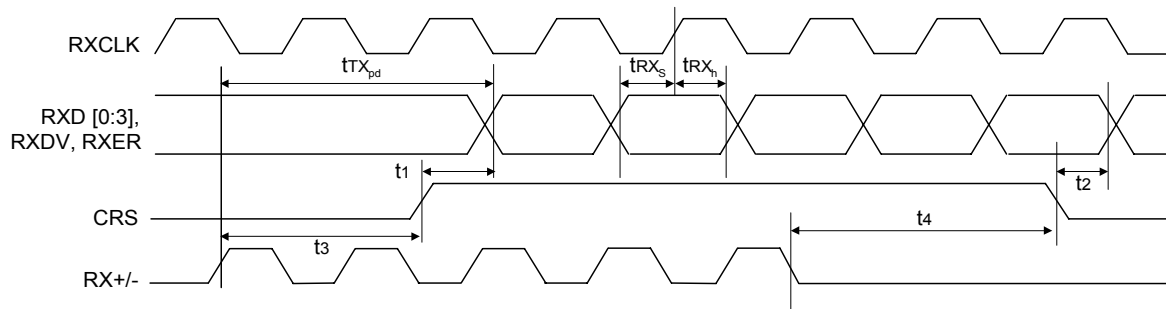 RXCLK
tTXpd
tRXS
tRXh
RXD [0:3],
RXDV, RXER
t1
t2
CRS
t3
t4
RX+/-